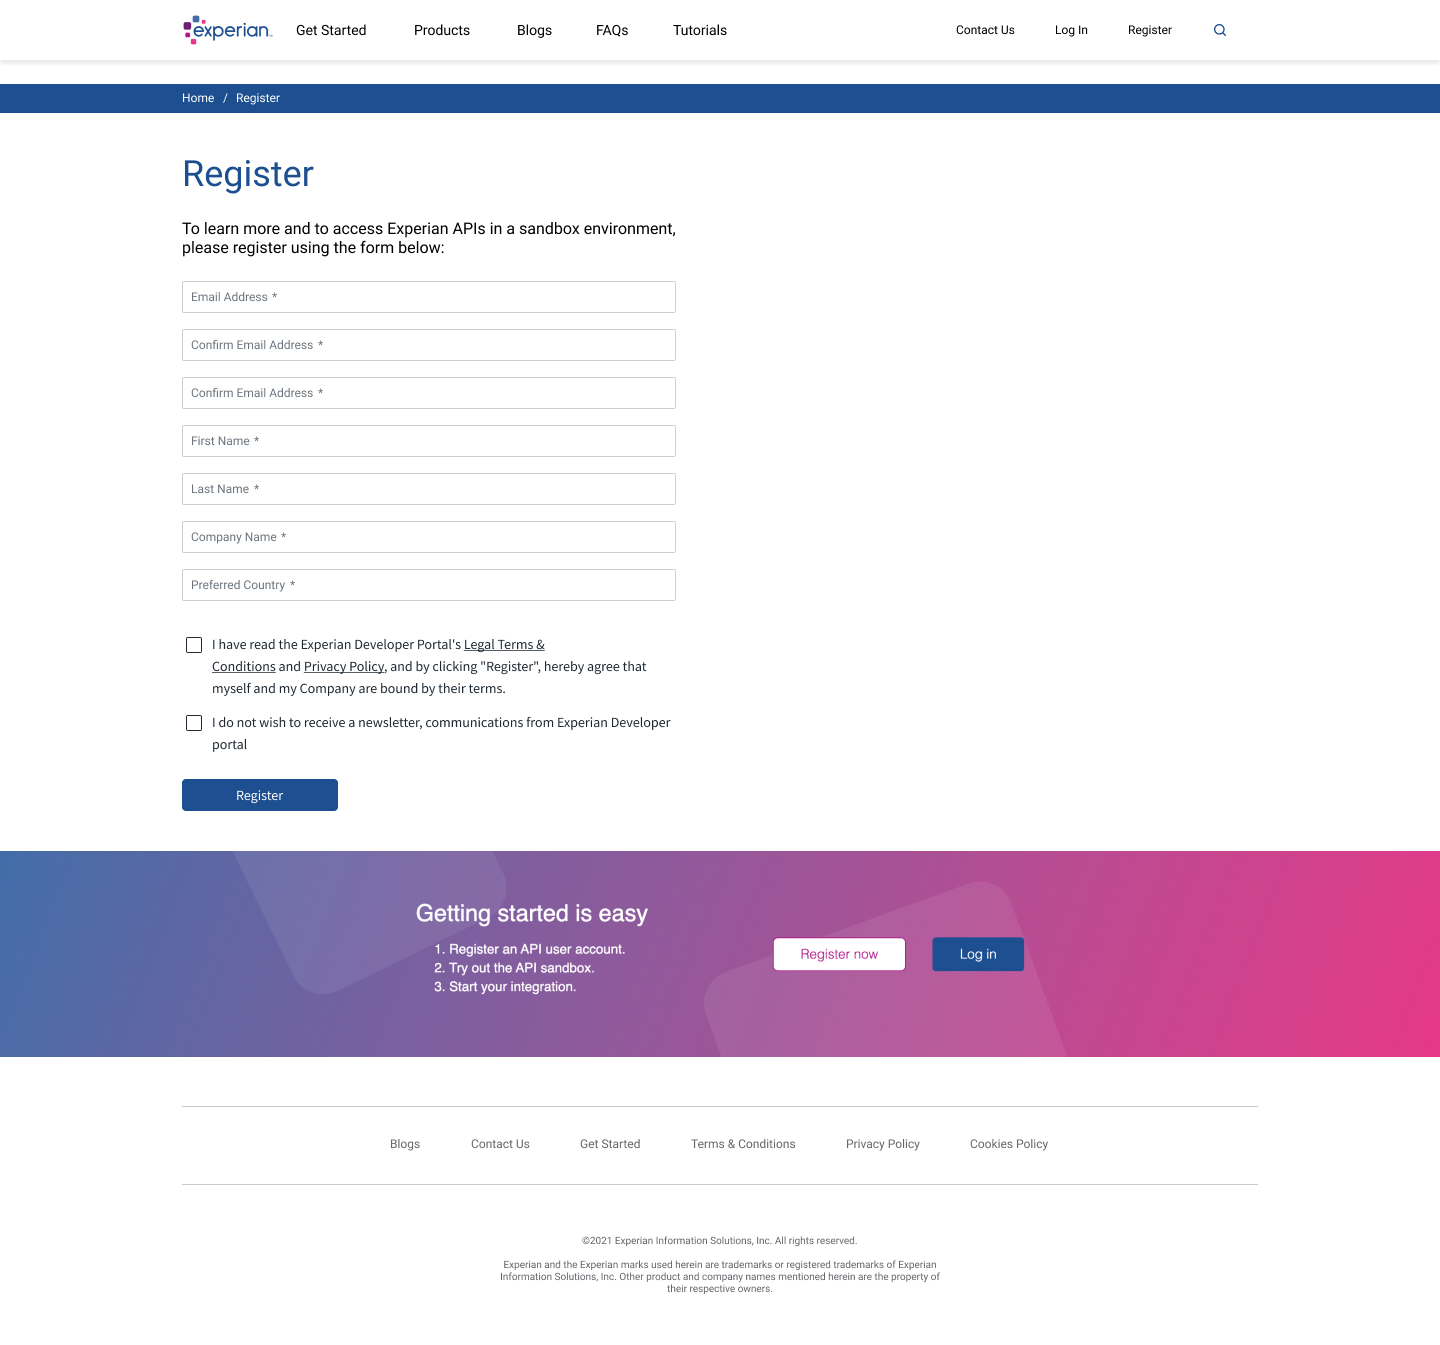 experian™
Get Started
Products
Blogs
FAQs
Tutorials
Contact Us
Log In
Register
Home / Register
Register
To learn more and to access Experian APIs in a sandbox environment,
please register using the form below:
Email Address *
Confirm Email Address *
Confirm Email Address *
First Name *
Last Name *
Company Name *
Preferred Country *
I have read the Experian Developer Portal's Legal Terms &
Conditions and Privacy Policy, and by clicking "Register", hereby agree that
myself and my Company are bound by their terms.
I do not wish to receive a newsletter, communications from Experian Developer
portal
Register
Getting started is easy
1. Register an API user account.
2. Try out the API sandbox.
3. Start your integration.
Register now
Log in
Blogs
Contact Us
Get Started
Terms & Conditions
Privacy Policy
Cookies Policy
©2021 Experian Information Solutions, Inc. All rights reserved.
Experian and the Experian marks used herein are trademarks or registered trademarks of Experian
Information Solutions, Inc. Other product and company names mentioned herein are the property of
their respective owners.